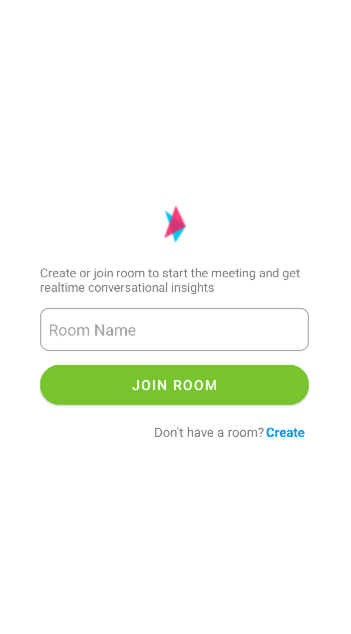 Create or join room to start the meeting and get
realtime conversational insights
Room Name
JOIN ROOM
Don't have a room? Create